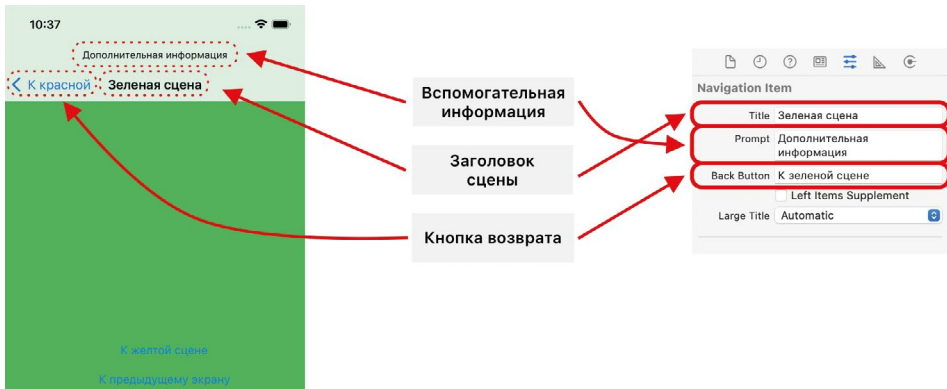 10:37
Дополнительная информация
К красной
Зеленая сцена
К желтой сцене
К предыдущему экрану
Вспомогательная
информация
Заголовок
сцены
Кнопка возврата
Navigation Item
Title Зеленая сцена
Prompt Дополнительная
информация
Back Button К зеленой сцене
Left Items Supplement
Large Title Automatic